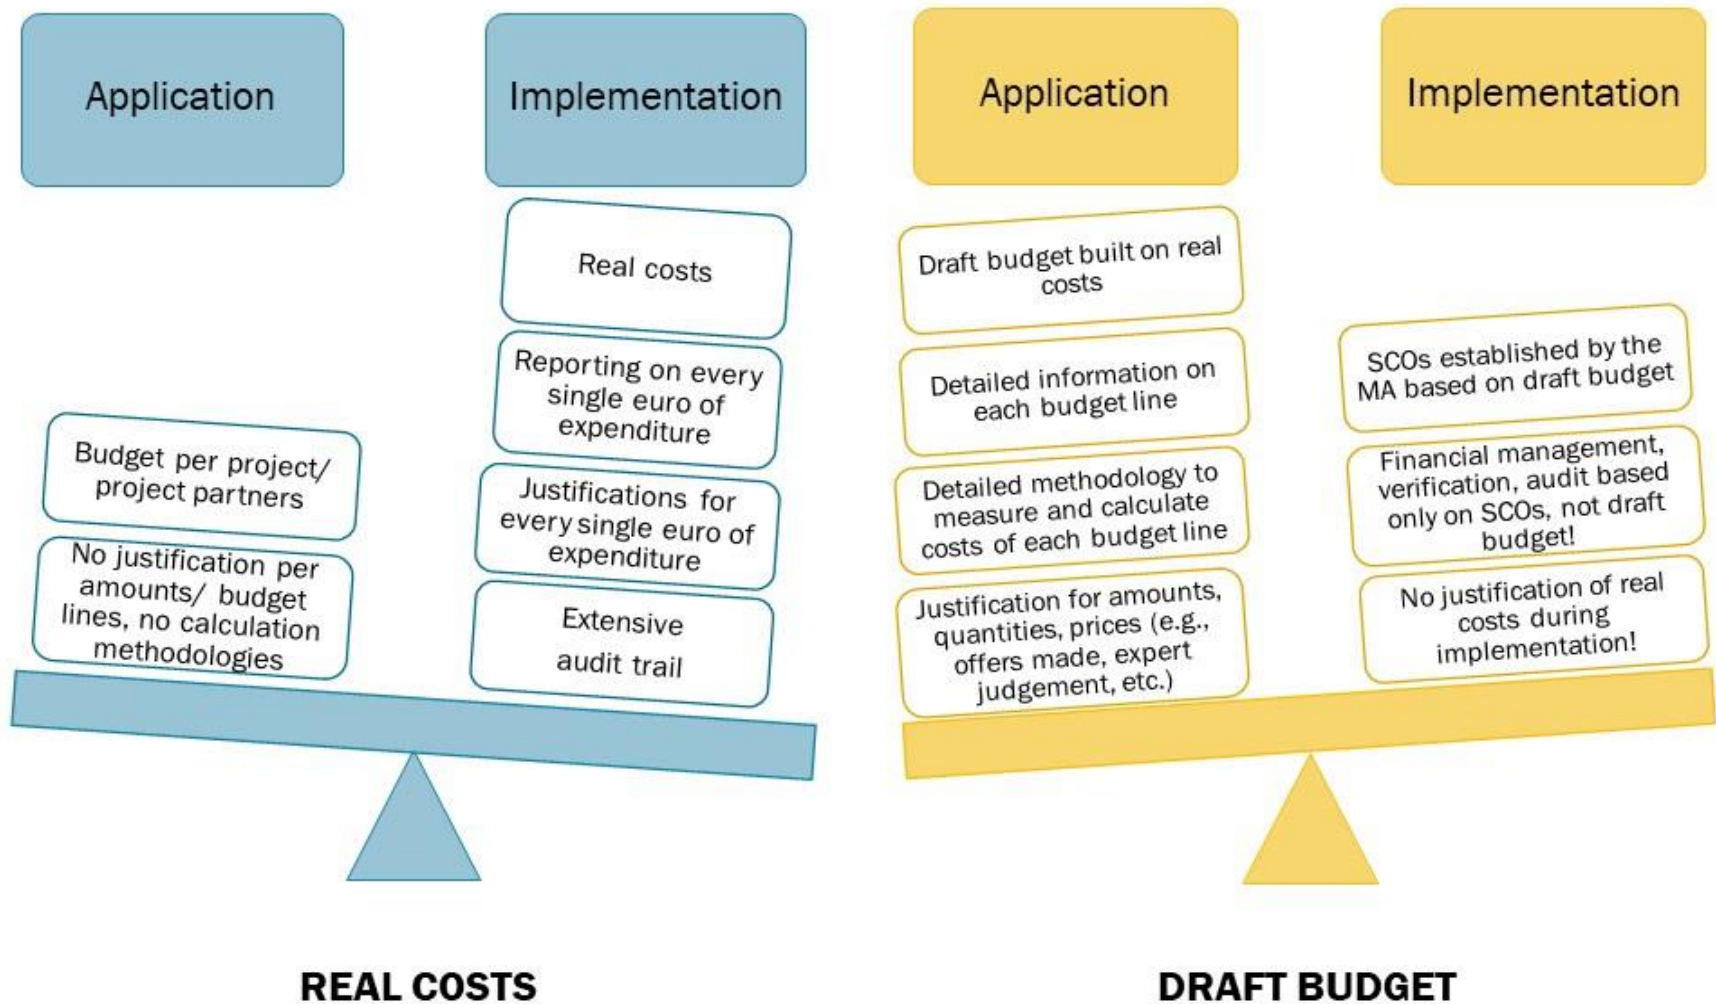 Application
Implementation
Real costs
Reporting on every
single euro of
expenditure
Budget per project/
project partners
Justifications for
every single euro of
expenditure
No justification per
amounts/ budget
lines, no calculation
methodologies
Extensive
audit trail
REAL COSTS
Application
Implementation
Draft budget built on real
costs
Detailed information on
each budget line
Detailed methodology to
measure and calculate
costs of each budget line
Justification for amounts,
quantities, prices (e.g.,
offers made, expert
judgement, etc.)
SCOs established by the
MA based on draft budget
Financial management,
verification, audit based
only on SCOs, not draft
budget!
No justification of real
costs during
implementation!
DRAFT BUDGET